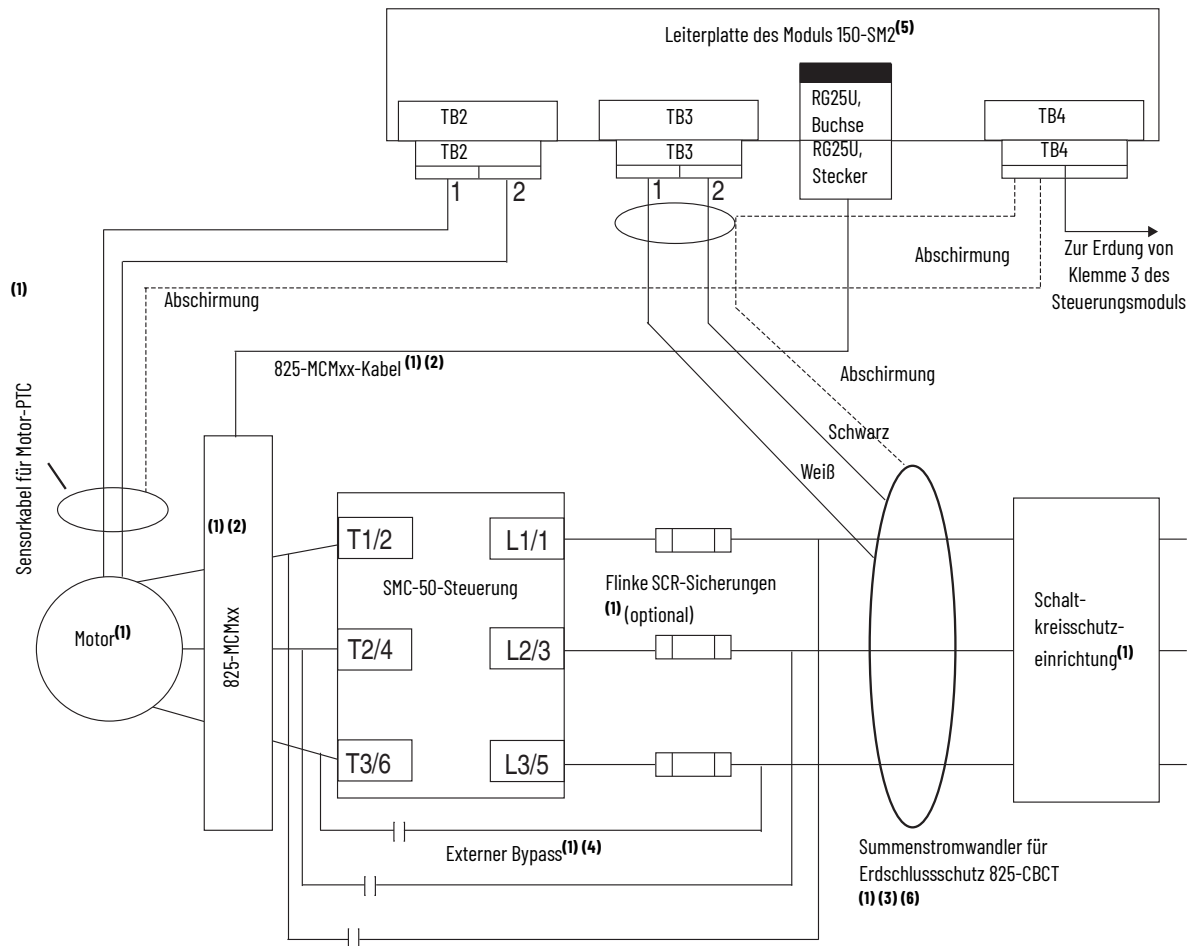 Leiterplatte des Moduls 150-SM2(5)
TB2
TB3
RG25U,
Buchse
TB4
TB2
TB3
RG25U,
Stecker
TB4
1
2
1
2
Abschirmung
Zur Erdung von
Klemme 3 des
Steuerungsmoduls
(1)
Sensorkabel für Motor-PTC
Abschirmung
825-MCMxx-Kabel(1) (2)
Abschirmung
Schwarz
Weiß
(1) (2)
825-MCMxx
Motor(1)
T1/2
L1/1
SMC-50-Steuerung
T2/4
L2/3
T3/6
L3/5
Flinke SCR-Sicherungen
(1) (optional)
Schalt-
kreisschutz-
einrichtung(1)
Externer Bypass(1) (4)
Summenstromwandler für
Erdschlussschutz 825-CBCT
(1) (3) (6)